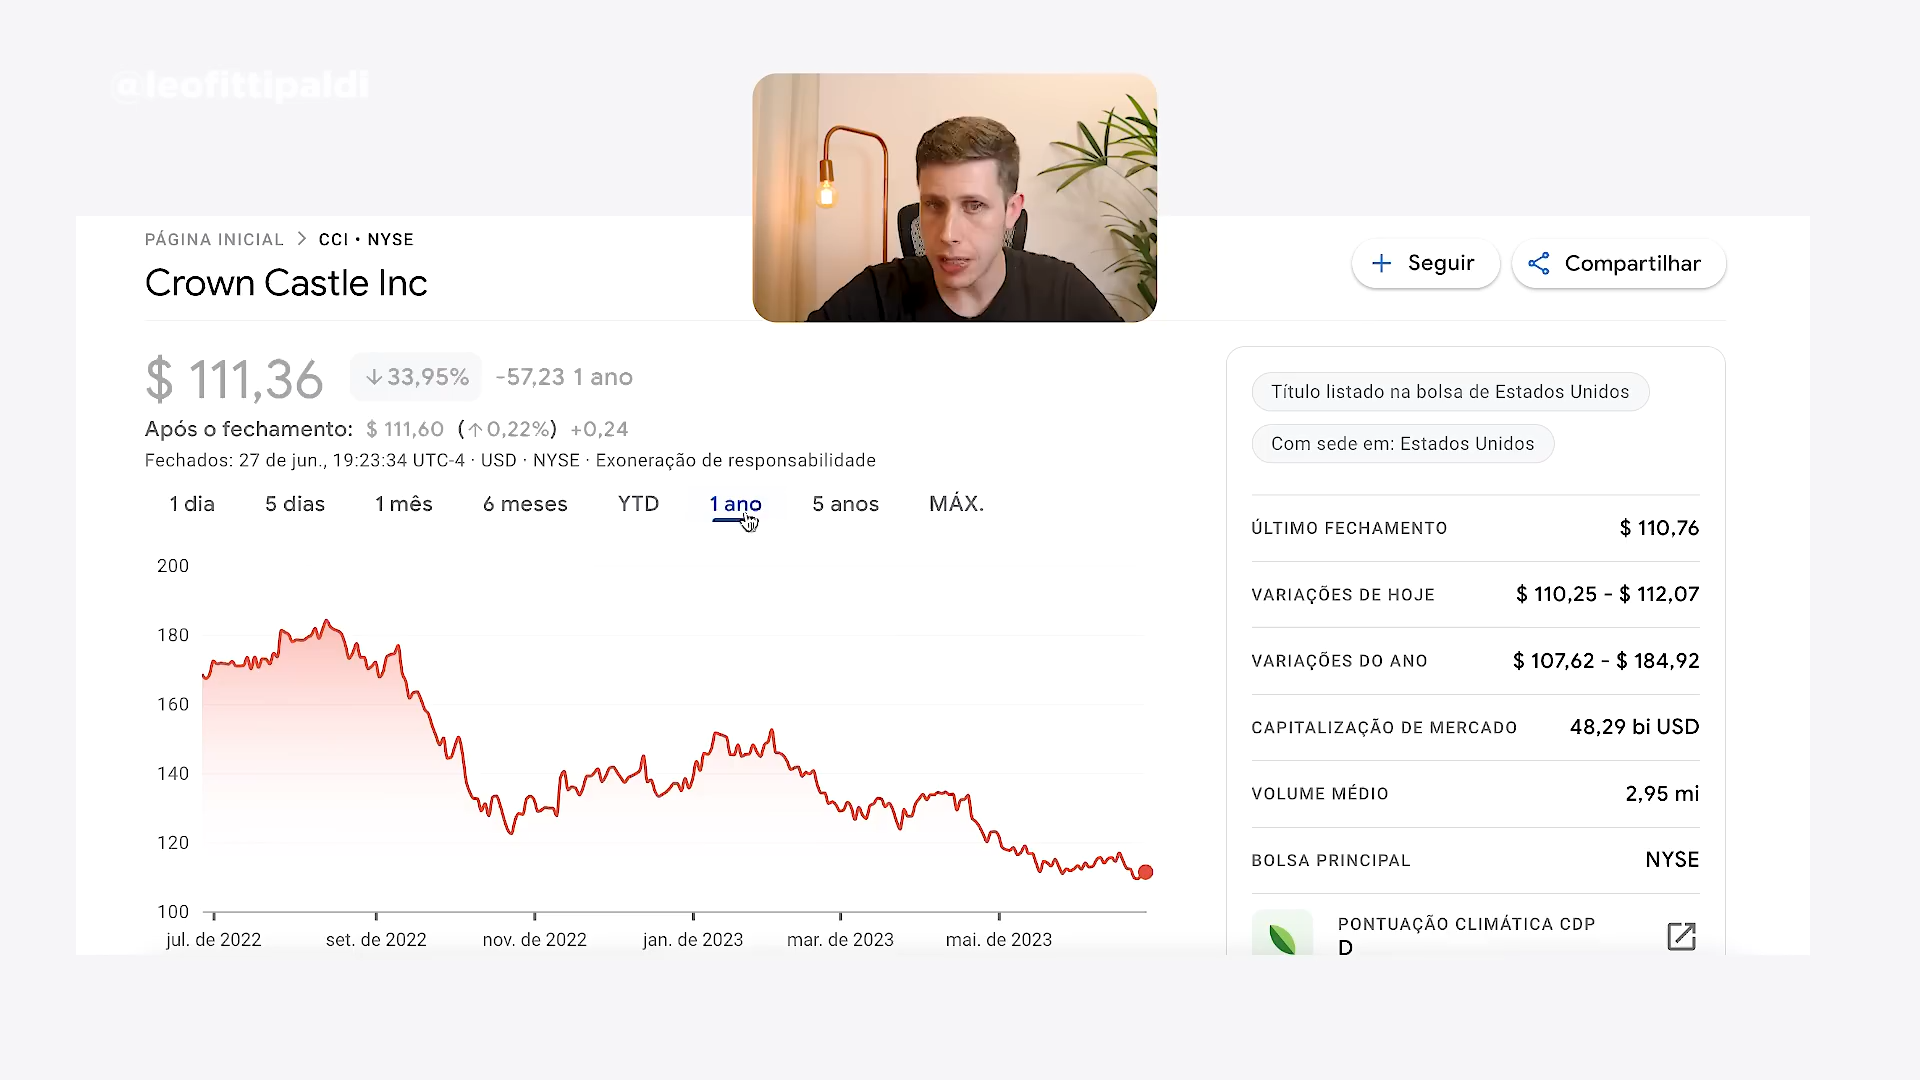 @leofittipaldi
PÁGINA INICIAL > CCI • NYSE
Crown Castle Inc
Seguir
Compartilhar
$ 111,36 ↓33,95% -57,23 1 ano
Após o fechamento: $ 111,60 (↑0,22%) +0,24
Fechados: 27 de jun., 19:23:34 UTC-4 · USD · NYSE · Exoneração de responsabilidade
1 dia 5 dias 1 mês 6 meses YTD 1 ano 5 anos MÁX.
200
180
160
140
120
100
jul. de 2022 set. de 2022 nov. de 2022 jan. de 2023 mar. de 2023 mai. de 2023
Título listado na bolsa de Estados Unidos
Com sede em: Estados Unidos
ÚLTIMO FECHAMENTO $ 110,76
VARIAÇÕES DE HOJE $ 110,25 - $ 112,07
VARIAÇÕES DO ANO $ 107,62 - $ 184,92
CAPITALIZAÇÃO DE MERCADO 48,29 bi USD
VOLUME MÉDIO 2,95 mi
BOLSA PRINCIPAL NYSE
PONTUAÇÃO CLIMÁTICA CDP
D